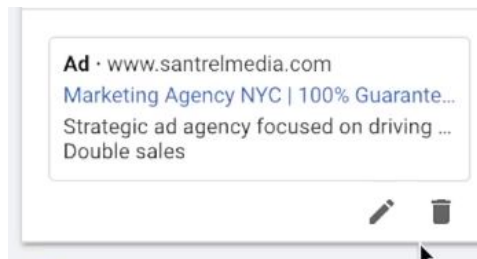 Ad · www.santrelmedia.com
Marketing Agency NYC | 100% Guarante...
Strategic ad agency focused on driving ...
Double sales